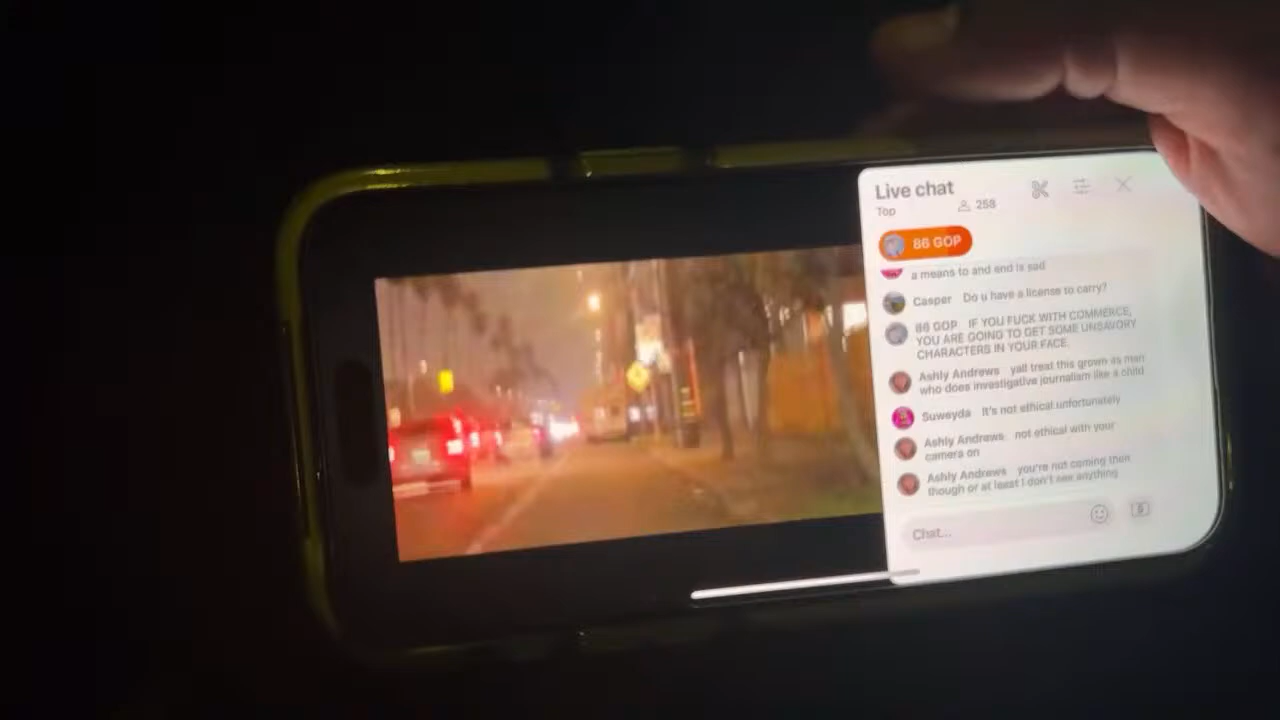 Live chat
Top 258
86 GOP
a means to and end is sad
Casper Do u have a license to carry?
86 GOP IF YOU FUCK WITH COMMERCE,
YOU ARE GOING TO GET SOME UNSAVORY
CHARACTERS IN YOUR FACE.
Ashly Andrews yall treat this grown as man
who does investigative journalism like a child
Suweyda It's not ethical unfortunately
Ashly Andrews not ethical with your
camera on
Ashly Andrews you're not coming then
though or at least I don't see anything
Chat...